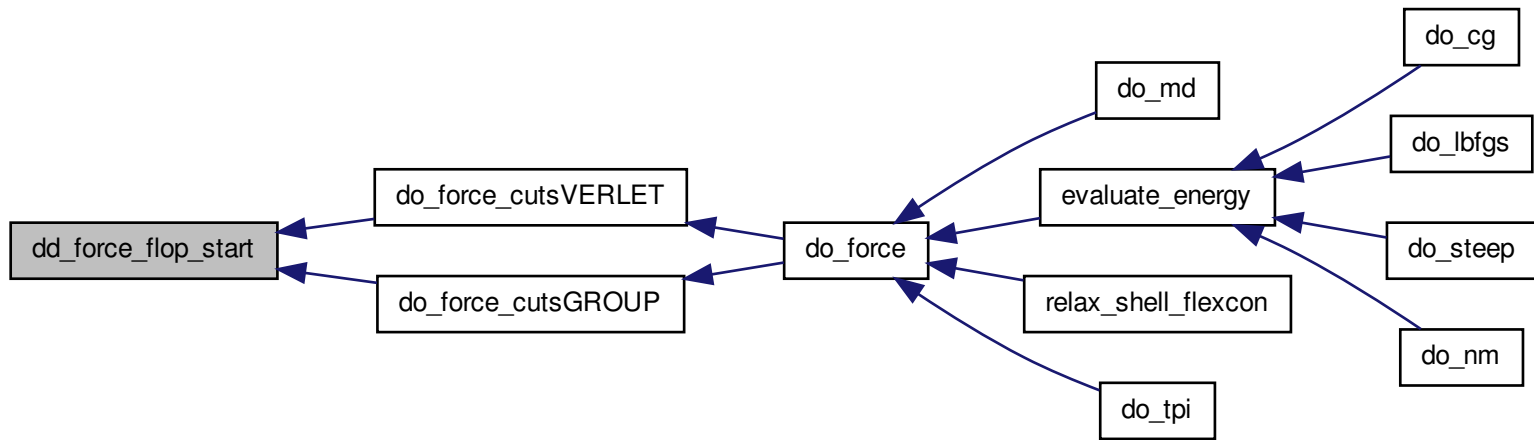 dd_force_flop_start
do_force_cutsVERLET
do_force_cutsGROUP
do_force
do_md
evaluate_energy
relax_shell_flexcon
do_tpi
do_cg
do_lbfgs
do_steep
do_nm